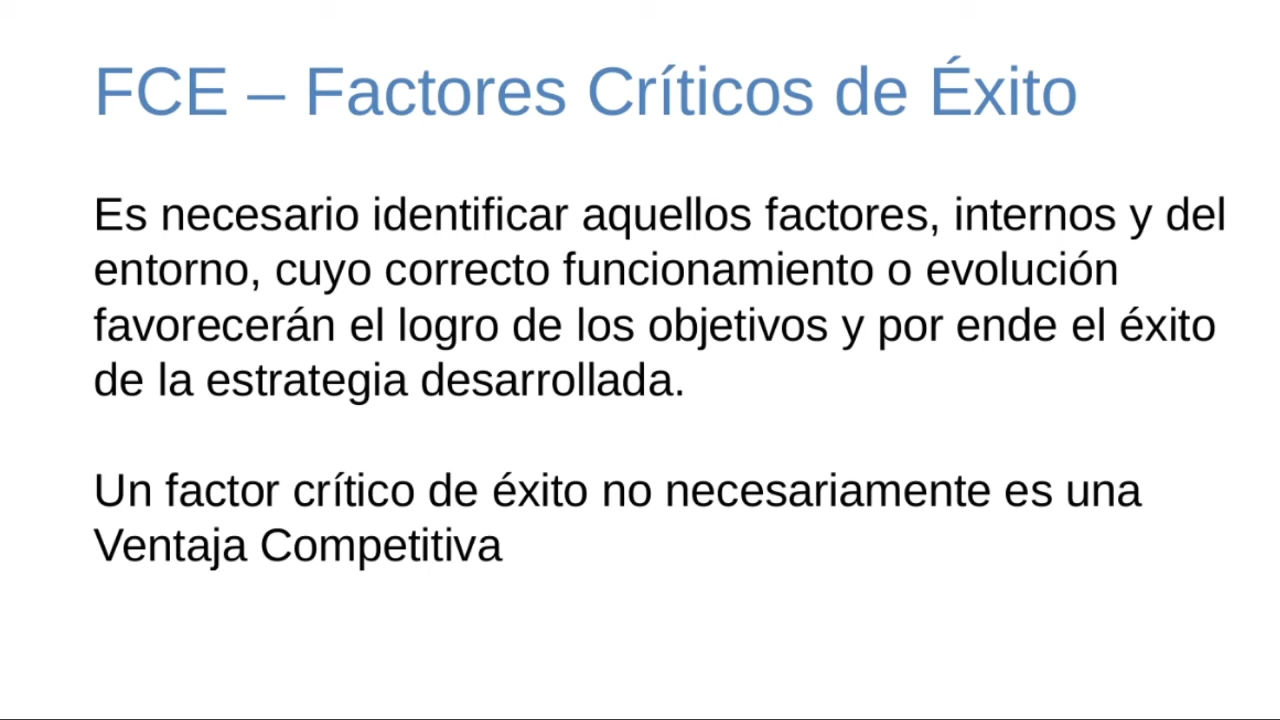 FCE – Factores Críticos de Éxito
Es necesario identificar aquellos factores, internos y del
entorno, cuyo correcto funcionamiento o evolución
favorecerán el logro de los objetivos y por ende el éxito
de la estrategia desarrollada.
Un factor crítico de éxito no necesariamente es una
Ventaja Competitiva